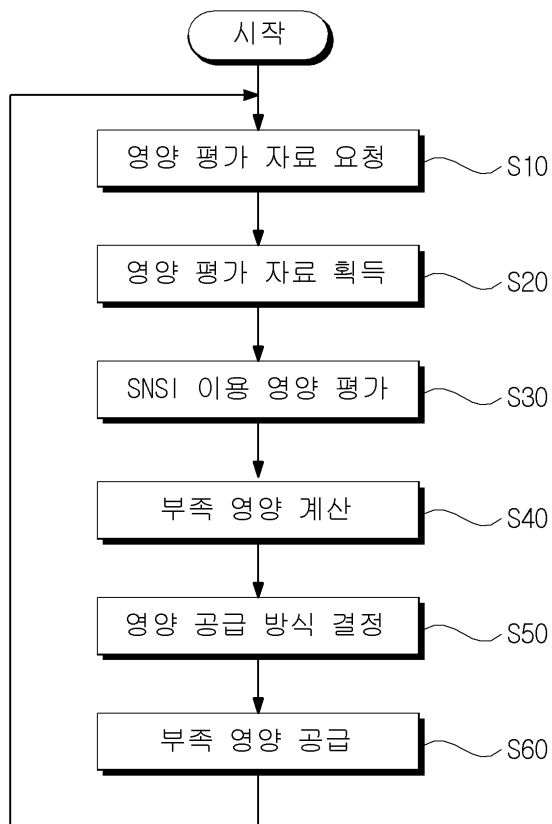 시작
영양 평가 자료 요청
S10
영양 평가 자료 획득
S20
SNSI 이용 영양 평가
S30
부족 영양 계산
S40
영양 공급 방식 결정
S50
부족 영양 공급
S60